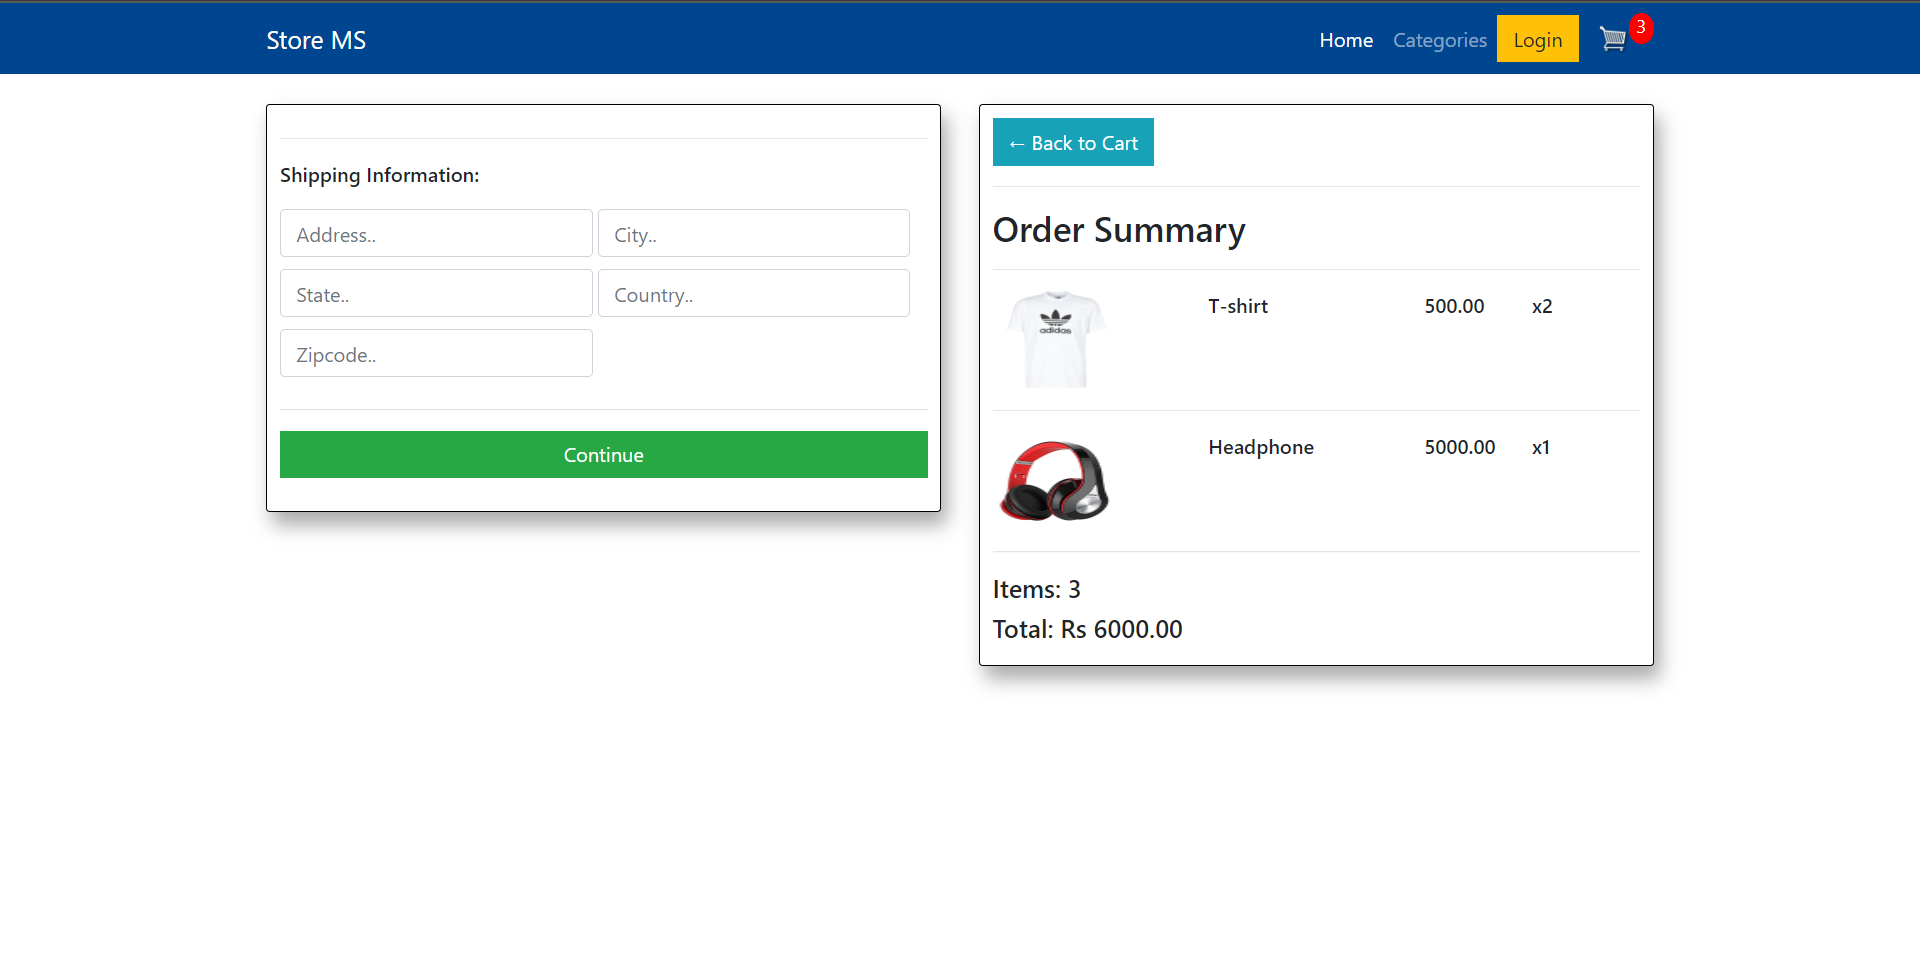 Store MS
Home Categories Login 3
Shipping Information:
Address.. City..
State.. Country..
Zipcode..
Continue
← Back to Cart
Order Summary
adidas
T-shirt 500.00 x2
Headphone 5000.00 x1
Items: 3
Total: Rs 6000.00